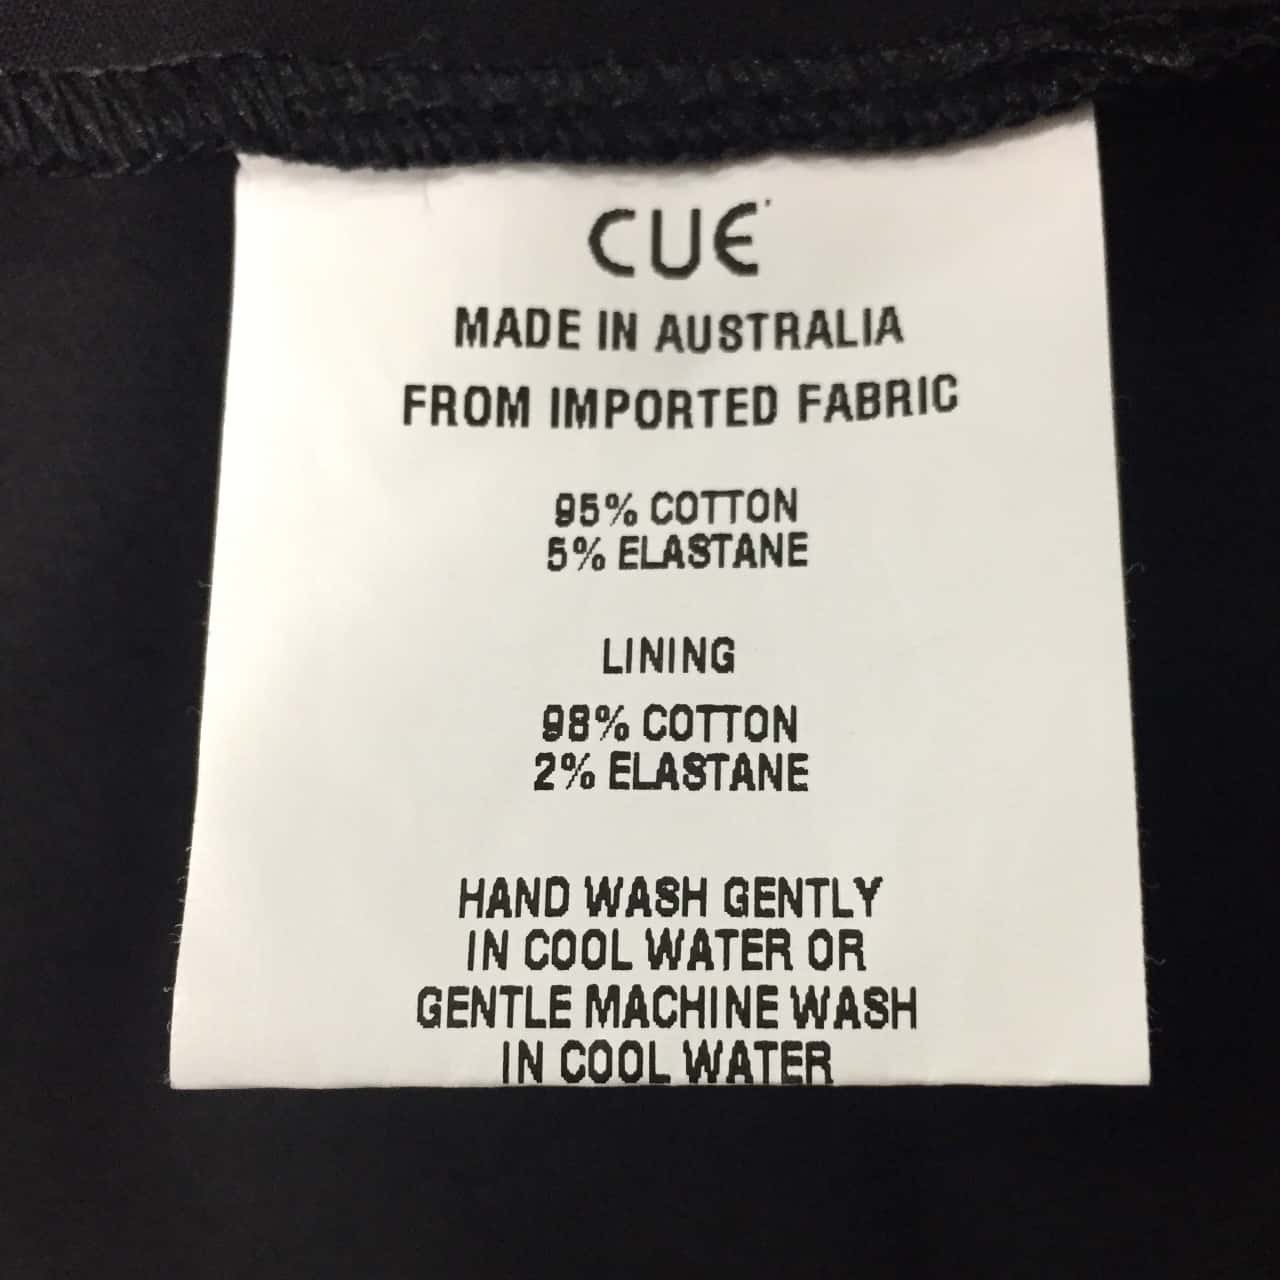 CUE
MADE IN AUSTRALIA
FROM IMPORTED FABRIC
95% COTTON
5% ELASTANE
LINING
98% COTTON
2% ELASTANE
HAND WASH GENTLY
IN COOL WATER OR
GENTLE MACHINE WASH
IN COOL WATER